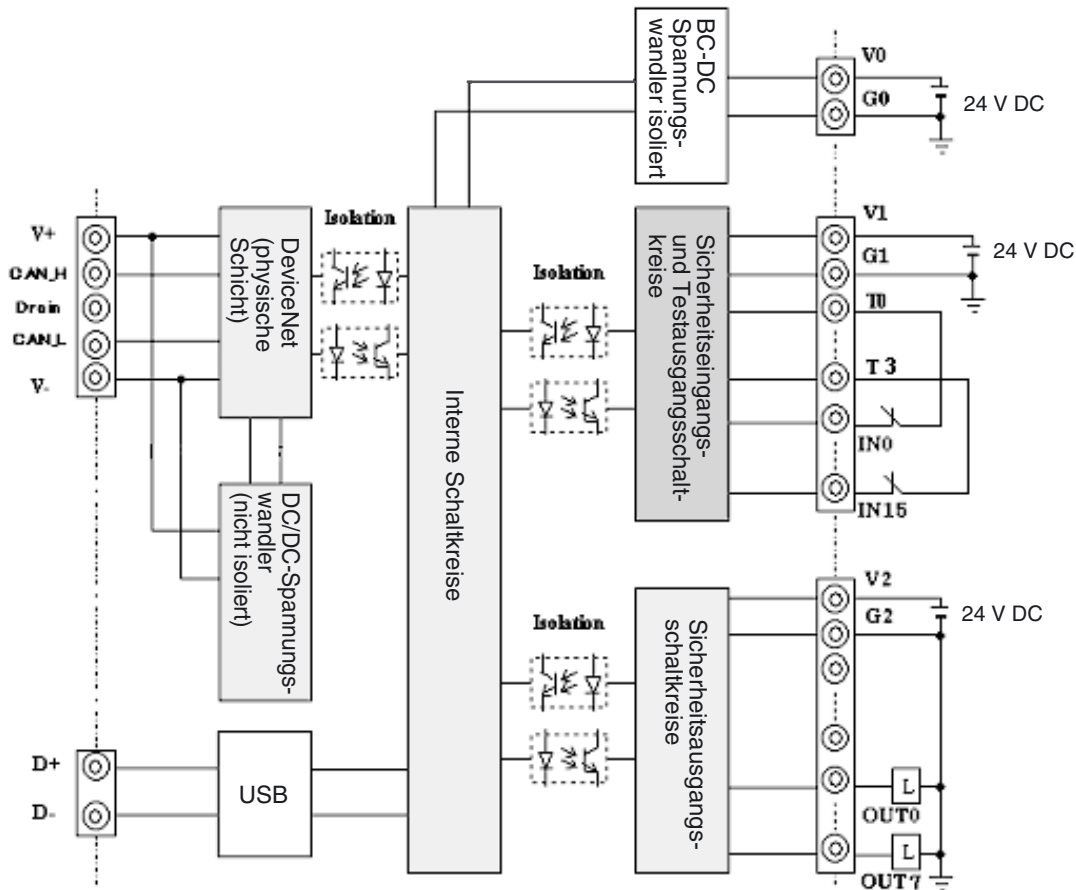 BC-DC
Spannungs-
wandler isoliert
V0
G0
24 V DC
V+
CAN_H
Drain
CAN_L
V-
DeviceNet
(physische
Schicht)
Isolation
DC/DC-Spannungs-
wandler
(nicht isoliert)
D+
D-
USB
Interne Schaltkreise
Isolation
Sicherheitseingangs-
und Testausgangsschalt-
kreise
V1
G1
24 V DC
T0
T 3
IN0
IN15
Isolation
Sicherheitsausgangs-
schaltkreise
V2
G2
24 V DC
L
OUT0
L
OUT7